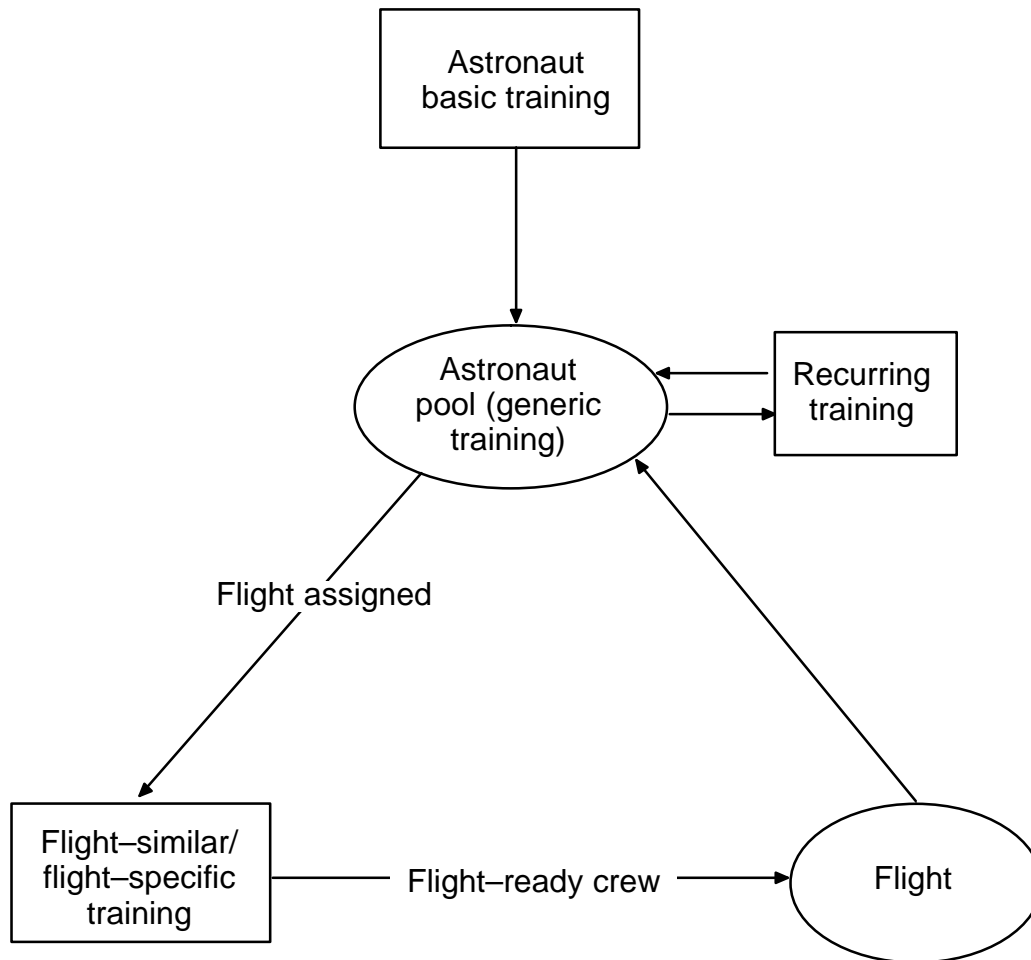 Astronaut
basic training
Astronaut
pool (generic
training)
Recurring
training
Flight assigned
Flight–similar/
flight–specific
training
Flight–ready crew
Flight